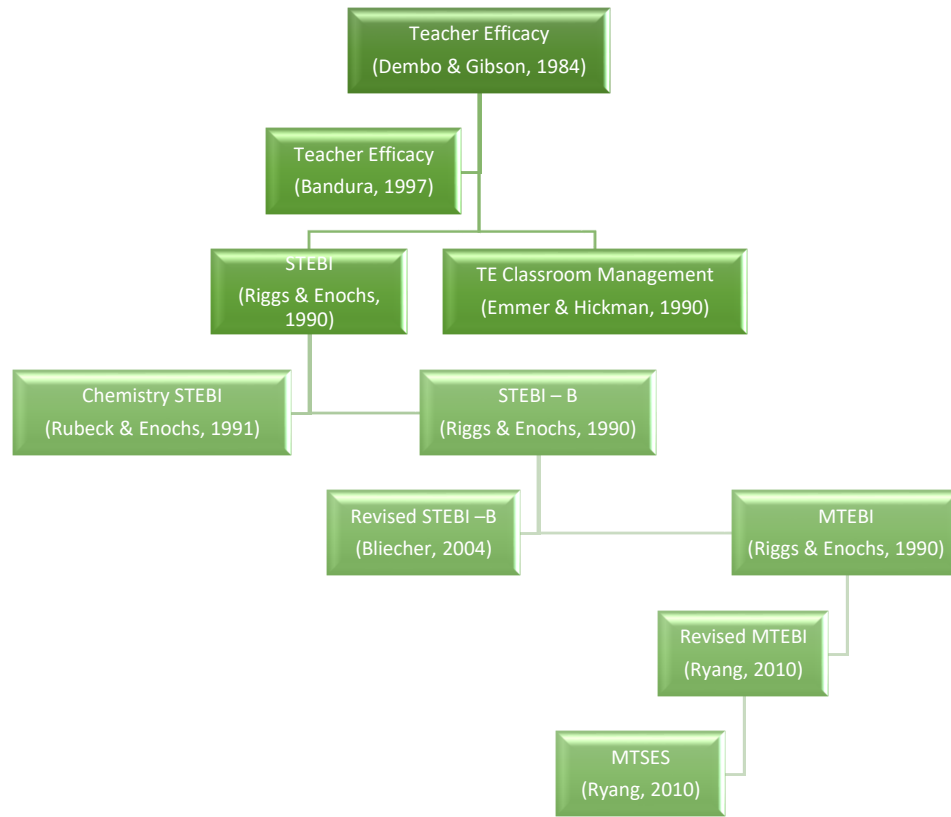 Teacher Efficacy
(Dembo & Gibson, 1984)
Teacher Efficacy
(Bandura, 1997)
STEBI
(Riggs & Enochs,
1990)
TE Classroom Management
(Emmer & Hickman, 1990)
Chemistry STEBI
(Rubeck & Enochs, 1991)
STEBI – B
(Riggs & Enochs, 1990)
Revised STEBI –B
(Bliecher, 2004)
MTEBI
(Riggs & Enochs, 1990)
Revised MTEBI
(Ryang, 2010)
MTSES
(Ryang, 2010)